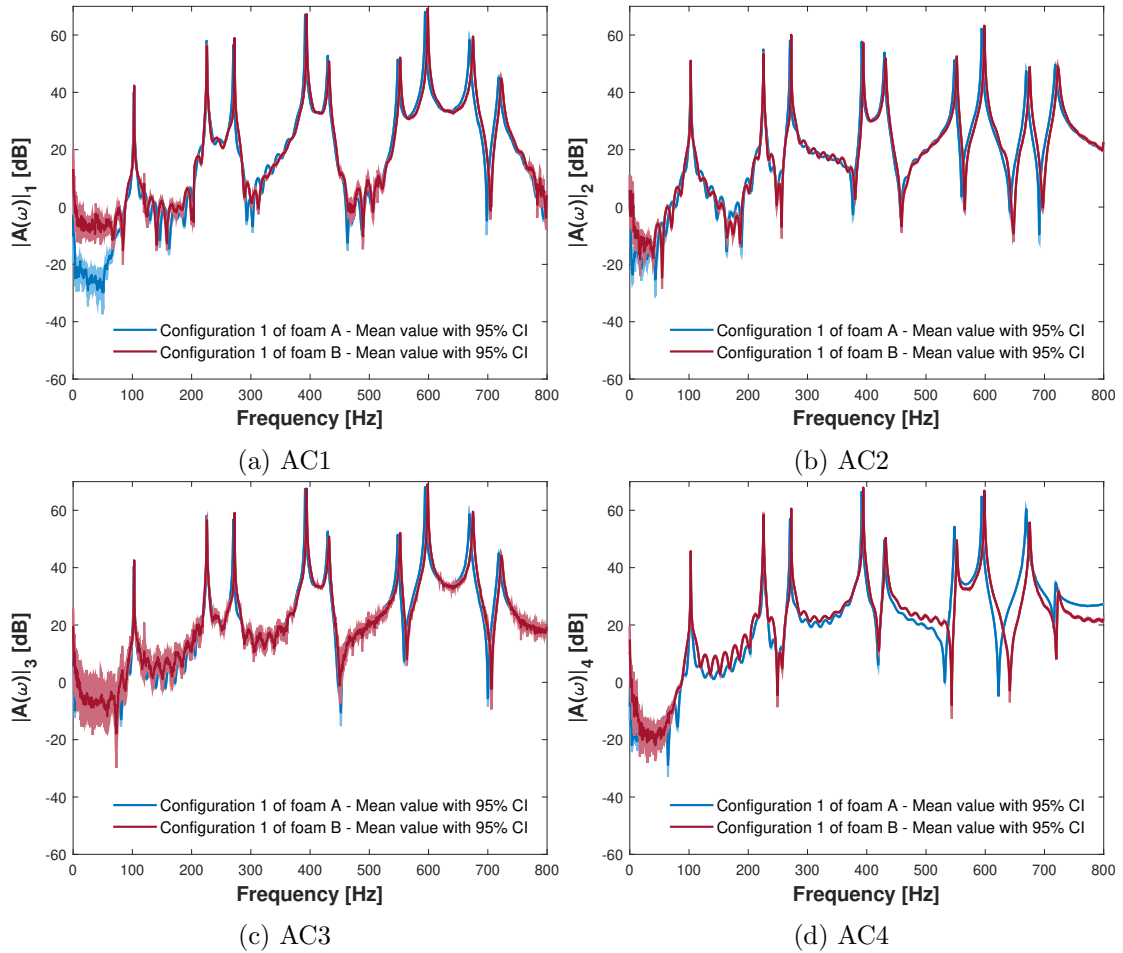 60
40
20
0
-20
-40
-60
|A(ω)|1 [dB]
Configuration 1 of foam A - Mean value with 95% CI
Configuration 1 of foam B - Mean value with 95% CI
0 100 200 300 400 500 600 700 800
Frequency [Hz]
(a) AC1
60
40
20
0
-20
-40
-60
|A(ω)|2 [dB]
Configuration 1 of foam A - Mean value with 95% CI
Configuration 1 of foam B - Mean value with 95% CI
0 100 200 300 400 500 600 700 800
Frequency [Hz]
(b) AC2
60
40
20
0
-20
-40
-60
|A(ω)|3 [dB]
Configuration 1 of foam A - Mean value with 95% CI
Configuration 1 of foam B - Mean value with 95% CI
0 100 200 300 400 500 600 700 800
Frequency [Hz]
(c) AC3
60
40
20
0
-20
-40
-60
|A(ω)|4 [dB]
Configuration 1 of foam A - Mean value with 95% CI
Configuration 1 of foam B - Mean value with 95% CI
0 100 200 300 400 500 600 700 800
Frequency [Hz]
(d) AC4